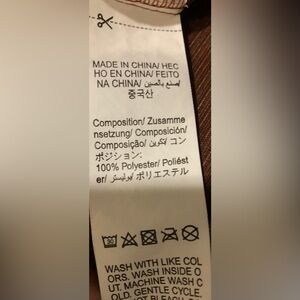 MADE IN CHINA/ HEC
HO EN CHINA/ FEITO
NA CHINA/ صنع بالصين/
중국산
Composition/ Zusamme
nsetzung/ Composición/
Composição/ تكوين/ コン
ポジション:
100% Polyester/ Poliést
er/ بوليستر/ ポリエステル
WASH WITH LIKE COL
ORS. WASH INSIDE O
UT. MACHINE WASH C
OLD, GENTLE CYCLE